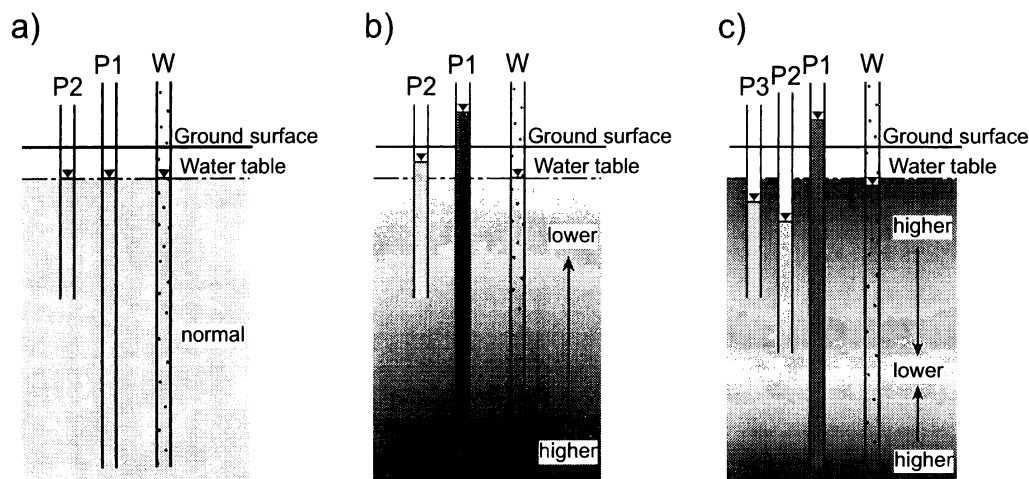 a)
P2 P1 W
Ground surface
Water table
normal
b)
P2 P1 W
Ground surface
Water table
lower
higher
c)
P3 P2 P1 W
Ground surface
Water table
higher
lower
higher